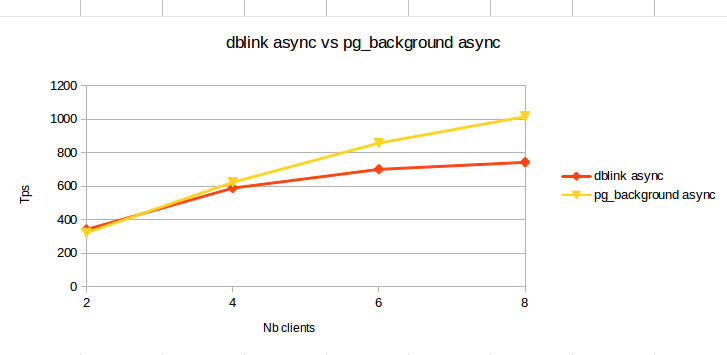 dblink async vs pg_background async
1200
1000
800
600
400
200
0
Tps
2 4 6 8
Nb clients
dblink async
pg_background async